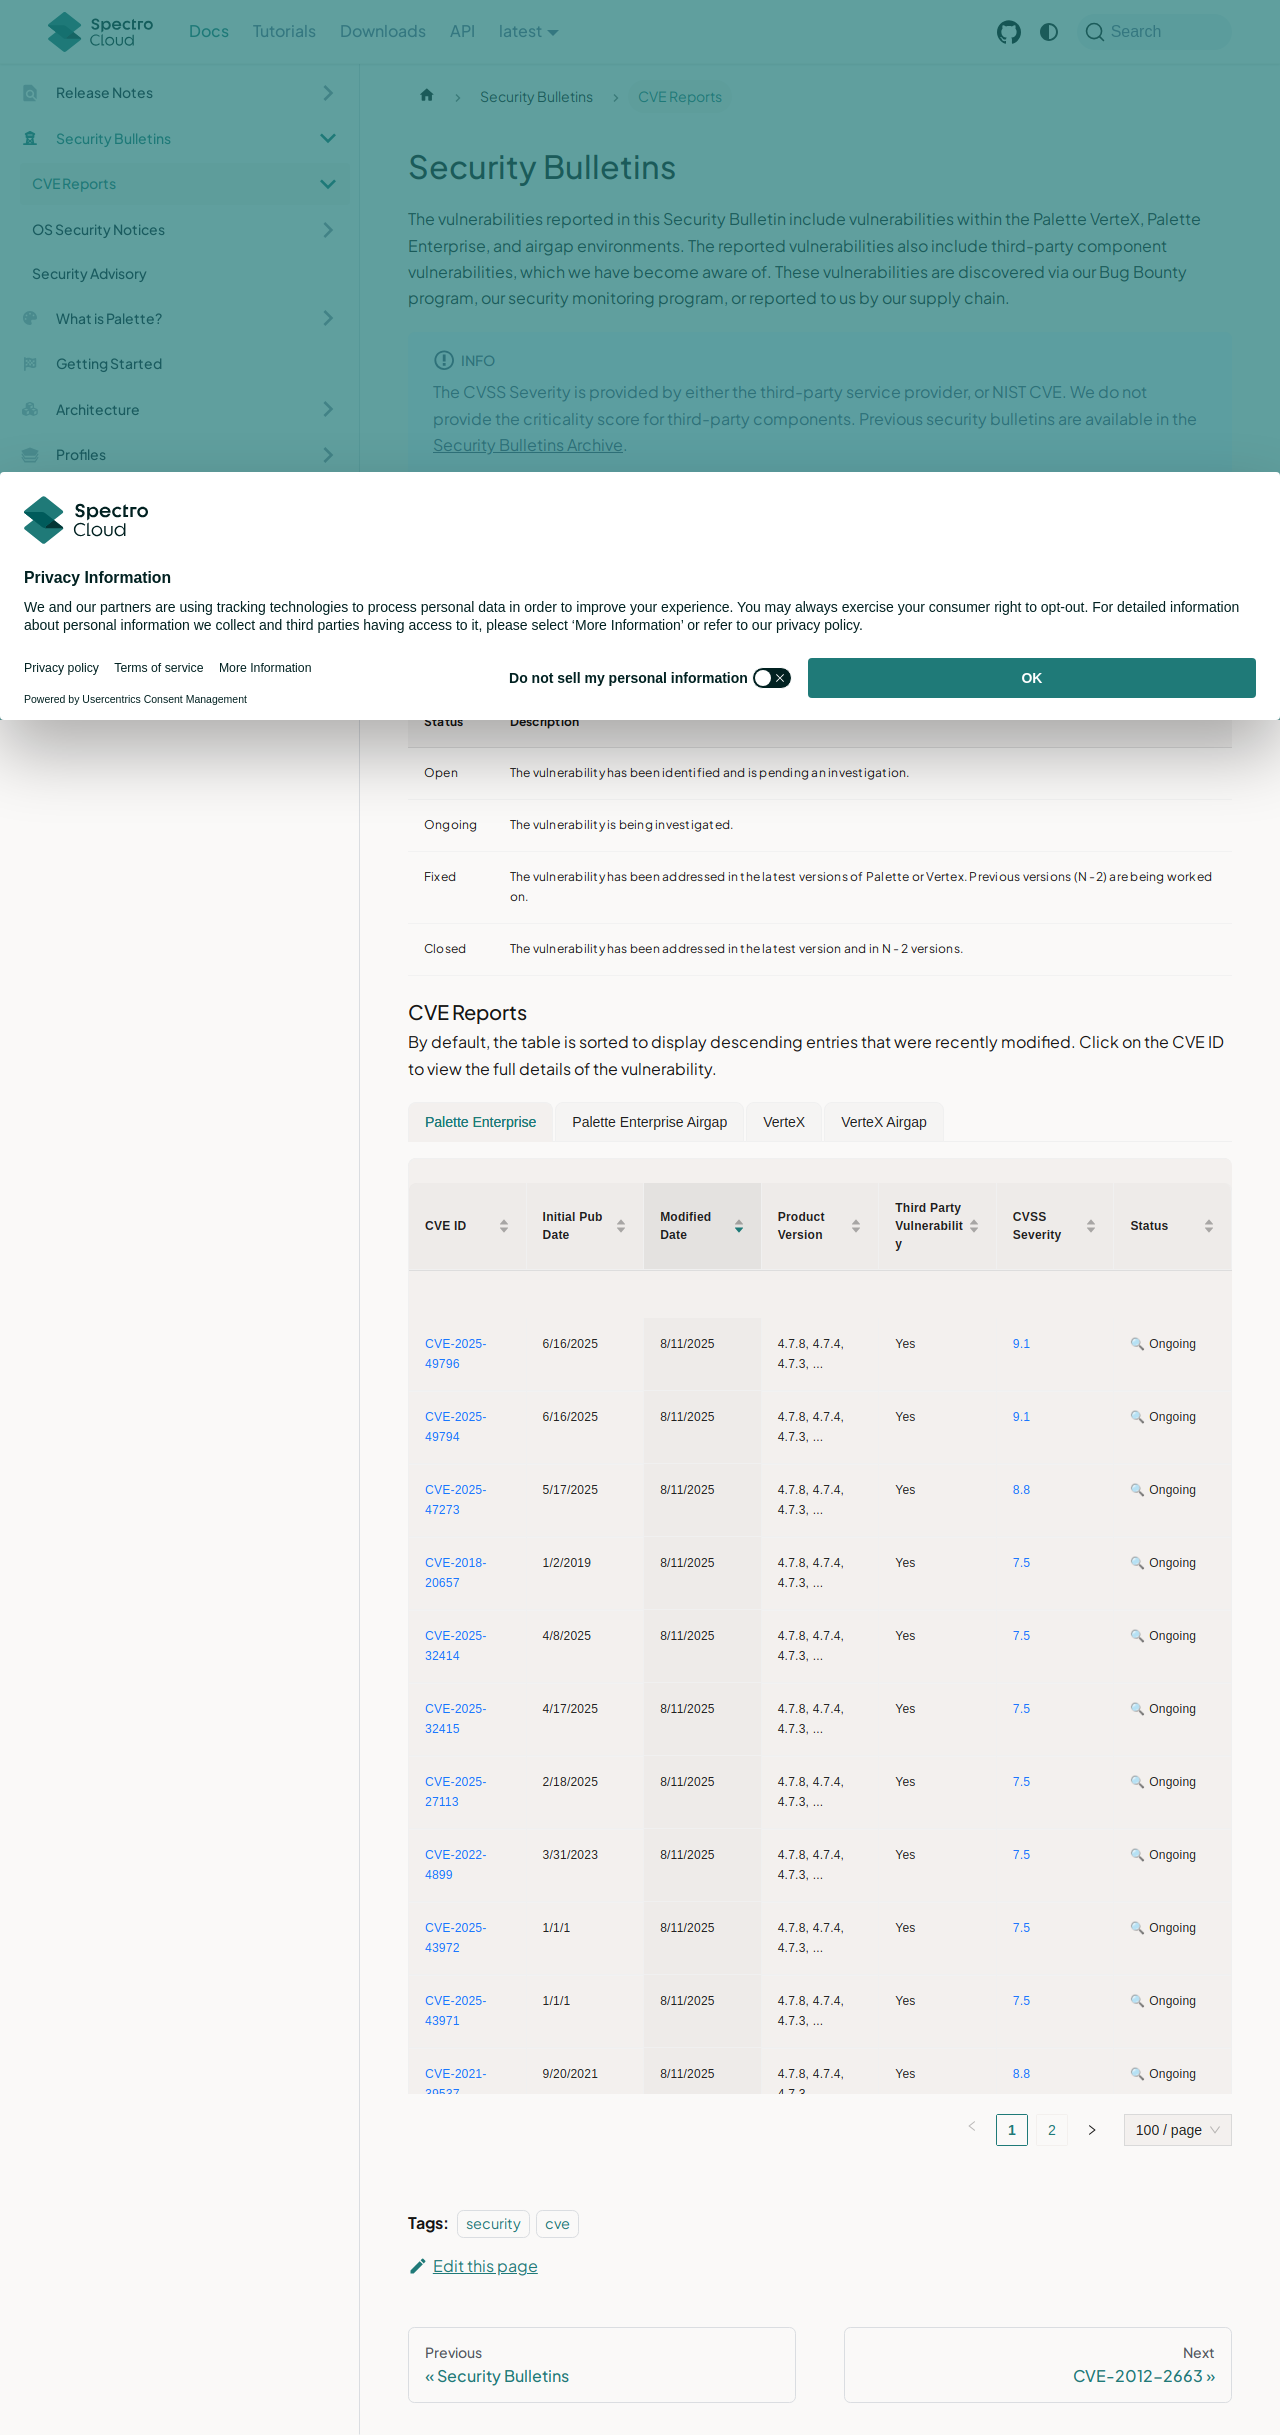 Spectro Cloud
Docs
Tutorials
Downloads
API
latest
Search
Release Notes
Security Bulletins
CVE Reports
OS Security Notices
Security Advisory
What is Palette?
Getting Started
Architecture
Profiles
Security Bulletins
CVE Reports
Security Bulletins
The vulnerabilities reported in this Security Bulletin include vulnerabilities within the Palette VerteX, Palette
Enterprise, and airgap environments. The reported vulnerabilities also include third-party component
vulnerabilities, which we have become aware of. These vulnerabilities are discovered via our Bug Bounty
program, our security monitoring program, or reported to us by our supply chain.
INFO
The CVSS Severity is provided by either the third-party service provider, or NIST CVE. We do not
provide the criticality score for third-party components. Previous security bulletins are available in the
Security Bulletins Archive.
Spectro
Cloud
Privacy Information
We and our partners are using tracking technologies to process personal data in order to improve your experience. You may always exercise your consumer right to opt-out. For detailed information
about personal information we collect and third parties having access to it, please select ‘More Information’ or refer to our privacy policy.
Privacy policy Terms of service More Information
Do not sell my personal information
OK
Powered by Usercentrics Consent Management
Status Description
Open The vulnerability has been identified and is pending an investigation.
Ongoing The vulnerability is being investigated.
Fixed The vulnerability has been addressed in the latest versions of Palette or Vertex. Previous versions (N - 2) are being worked
on.
Closed The vulnerability has been addressed in the latest version and in N - 2 versions.
CVE Reports
By default, the table is sorted to display descending entries that were recently modified. Click on the CVE ID
to view the full details of the vulnerability.
Palette Enterprise Palette Enterprise Airgap VerteX VerteX Airgap
CVE ID
Initial Pub
Date
Modified
Date
Product
Version
Third Party
Vulnerabilit
y
CVSS
Severity
Status
CVE-2025- 6/16/2025 8/11/2025 4.7.8, 4.7.4, Yes 9.1 🔍 Ongoing
49796 4.7.3, ...
CVE-2025- 6/16/2025 8/11/2025 4.7.8, 4.7.4, Yes 9.1 🔍 Ongoing
49794 4.7.3, ...
CVE-2025- 5/17/2025 8/11/2025 4.7.8, 4.7.4, Yes 8.8 🔍 Ongoing
47273 4.7.3, ...
CVE-2018- 1/2/2019 8/11/2025 4.7.8, 4.7.4, Yes 7.5 🔍 Ongoing
20657 4.7.3, ...
CVE-2025- 4/8/2025 8/11/2025 4.7.8, 4.7.4, Yes 7.5 🔍 Ongoing
32414 4.7.3, ...
CVE-2025- 4/17/2025 8/11/2025 4.7.8, 4.7.4, Yes 7.5 🔍 Ongoing
32415 4.7.3, ...
CVE-2025- 2/18/2025 8/11/2025 4.7.8, 4.7.4, Yes 7.5 🔍 Ongoing
27113 4.7.3, ...
CVE-2022- 3/31/2023 8/11/2025 4.7.8, 4.7.4, Yes 7.5 🔍 Ongoing
4899 4.7.3, ...
CVE-2025- 1/1/1 8/11/2025 4.7.8, 4.7.4, Yes 7.5 🔍 Ongoing
43972 4.7.3, ...
CVE-2025- 1/1/1 8/11/2025 4.7.8, 4.7.4, Yes 7.5 🔍 Ongoing
43971 4.7.3, ...
CVE-2021- 9/20/2021 8/11/2025 4.7.8, 4.7.4, Yes 8.8 🔍 Ongoing
39537 4.7.3, ...
1 2 100 / page
Tags: security cve
Edit this page
Previous
« Security Bulletins
Next
CVE-2012-2663 »